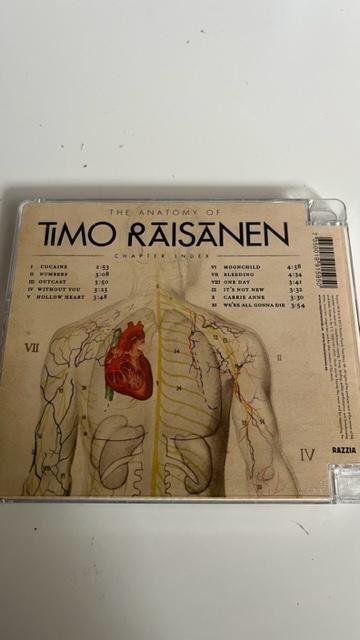 THE ANATOMY OF
TIMO RÄISÄNEN
CHAPTER INDEX
I COCAINE 2:53
II NUMBERS 3:08
III OUTCAST 3:50
IV WITHOUT YOU 3:23
V HOLLOW HEART 3:48
VI MOONCHILD 4:38
VII BLEEDING 4:34
VIII ONE DAY 3:41
IX IT'S NOT NEW 3:32
X CARRIE ANNE 3:30
XI WE'RE ALL GONNA DIE 3:54
VII
II
IV
RAZZIA